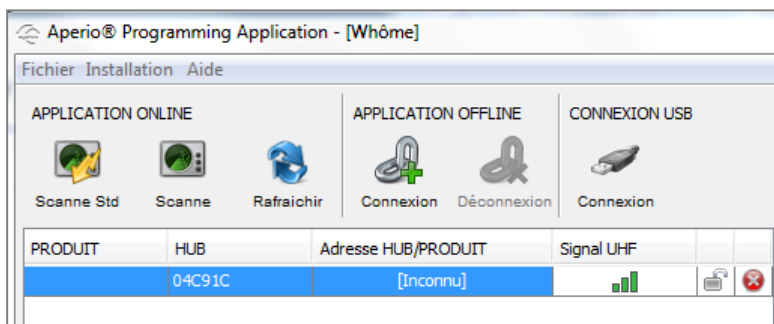 Aperio® Programming Application - [Whôme]
Fichier Installation Aide
APPLICATION ONLINE APPLICATION OFFLINE CONNEXION USB
Scanne Std Scanne Rafraichir Connexion Déconnexion Connexion
PRODUIT HUB Adresse HUB/PRODUIT Signal UHF
04C91C [Inconnu]